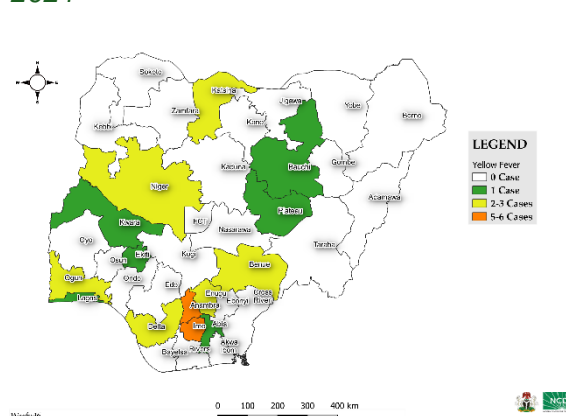 2024
Sokoto
Katsina
Jigawa
Yobe
Borno
Zamfara
Kano
Kebbi
Kaduna
Bauchi
Gombe
Adamawa
Niger
Plateau
FCT
Kwara
Nasarawa
Oyo
Taraba
Osun
Ekiti
Kogi
Benue
Ogun
Ondo
Edo
Enugu
Cross
River
Lagos
Anambra
Ebonyi
Delta
Imo
Abia
Akwa
Ibom
Bayelsa
Rivers
LEGEND
Yellow Fever
0 Case
1 Case
2-3 Cases
5-6 Cases
0 100 200 300 400 km
NCDC